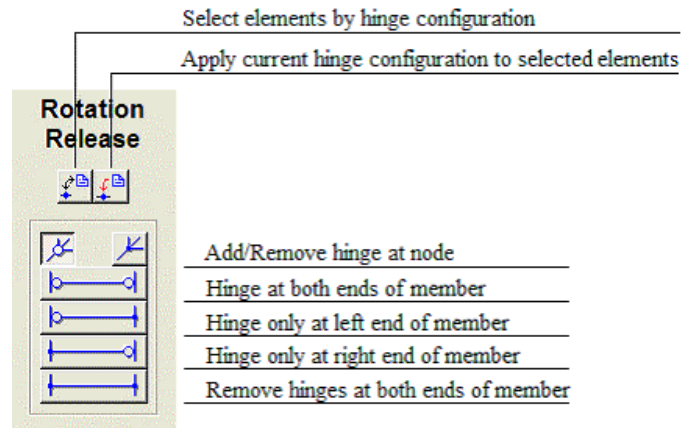 Select elements by hinge configuration
Apply current hinge configuration to selected elements
Rotation
Release
Add/Remove hinge at node
Hinge at both ends of member
Hinge only at left end of member
Hinge only at right end of member
Remove hinges at both ends of member